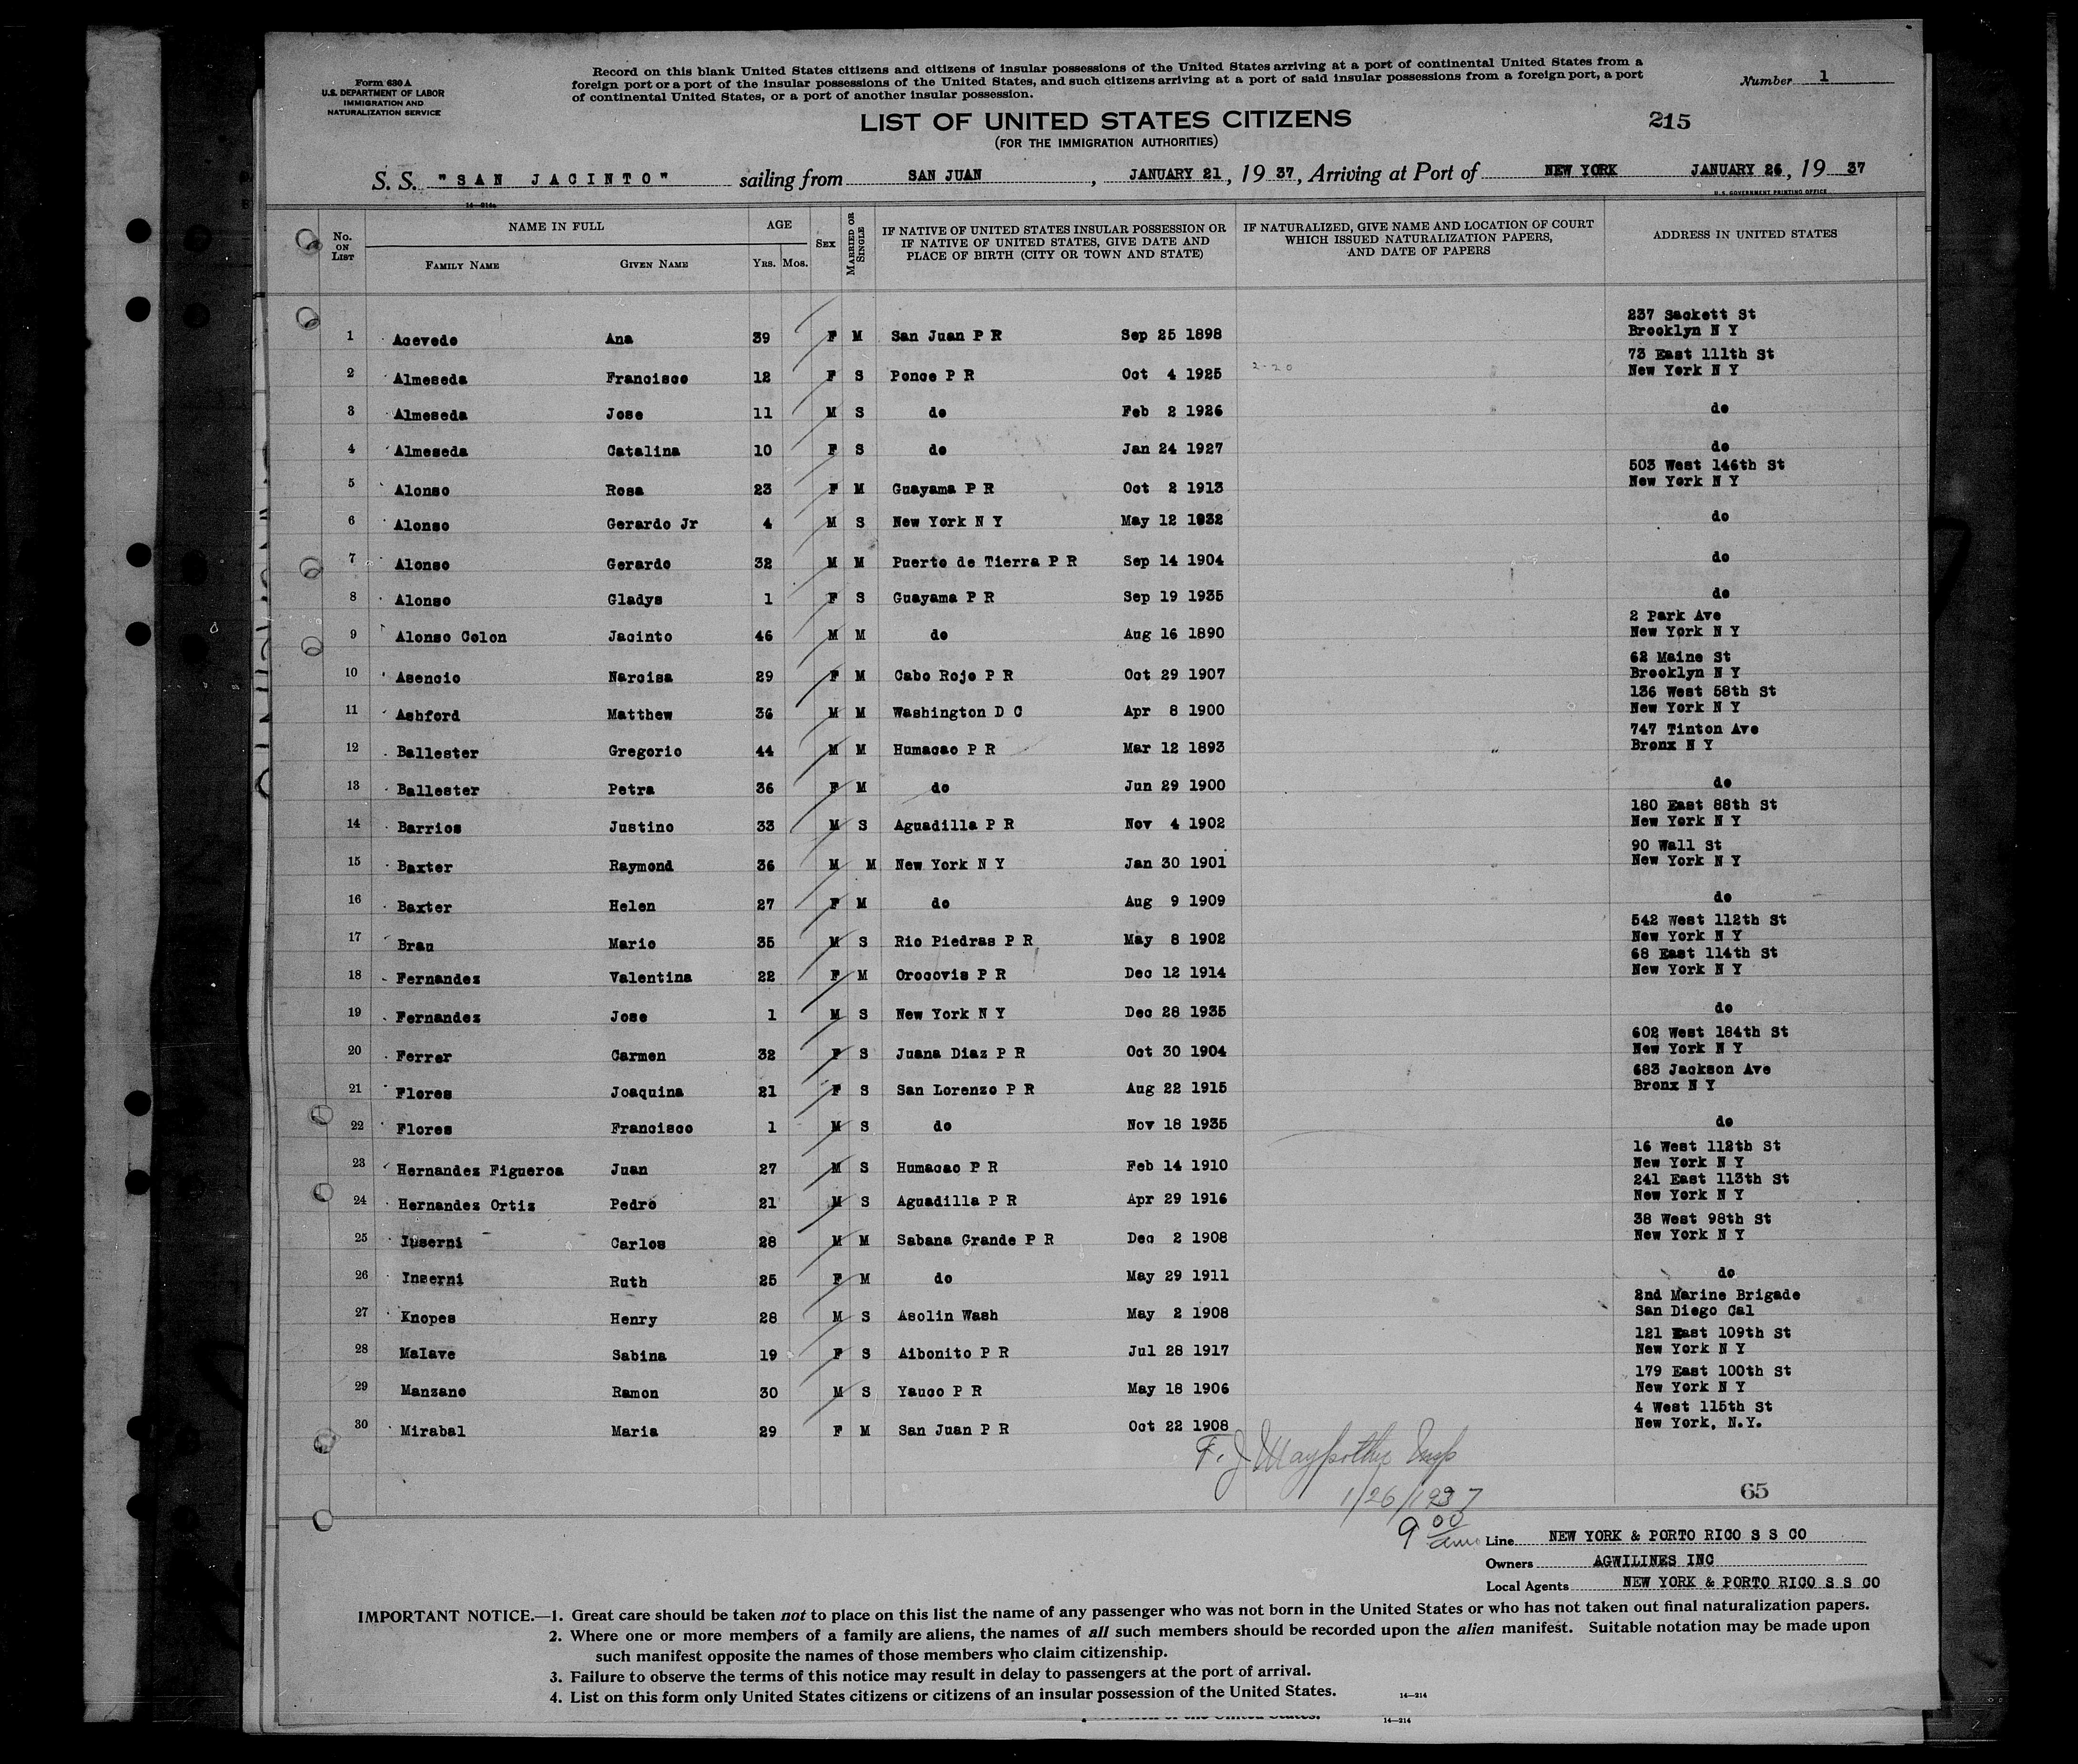 Form 630 A
U.S. DEPARTMENT OF LABOR
IMMIGRATION AND
NATURALIZATION SERVICE
Record on this blank United States citizens and citizens of insular possessions of the United States arriving at a port of continental United States from a
foreign port or a port of the insular possessions of the United States, and such citizens arriving at a port of said insular possessions from a foreign port, a port
of continental United States, or a port of another insular possession.
Number 1
LIST OF UNITED STATES CITIZENS
215
(FOR THE IMMIGRATION AUTHORITIES)
S. S. "SAN JACINTO" sailing from SAN JUAN, JANUARY 21, 19 37, Arriving at Port of NEW YORK JANUARY 26, 19 37
U. S. GOVERNMENT PRINTING OFFICE
14—214a
No. ON LIST
NAME IN FULL
FAMILY NAME GIVEN NAME
AGE
YRS. MOS.
SEX
MARRIED OR SINGLE
IF NATIVE OF UNITED STATES INSULAR POSSESSION OR
IF NATIVE OF UNITED STATES, GIVE DATE AND
PLACE OF BIRTH (CITY OR TOWN AND STATE)
IF NATURALIZED, GIVE NAME AND LOCATION OF COURT
WHICH ISSUED NATURALIZATION PAPERS,
AND DATE OF PAPERS
ADDRESS IN UNITED STATES
1 Acevedo Ana 39 F M San Juan P R Sep 25 1898 237 Sackett St
Brooklyn N Y
2 Almeseda Francisco 12 F S Ponce P R Oct 4 1925 2-20 73 East 111th St
New York N Y
3 Almeseda Jose 11 M S do Feb 2 1926 do
4 Almeseda Catalina 10 F S do Jan 24 1927 do
5 Alonso Rosa 23 F M Guayama P R Oct 2 1913 503 West 146th St
New York N Y
6 Alonso Gerardo Jr 4 M S New York N Y May 12 1932 do
7 Alonso Gerardo 32 M M Puerto de Tierra P R Sep 14 1904 do
8 Alonso Gladys 1 F S Guayama P R Sep 19 1935 do
9 Alonso Colon Jacinto 46 M M do Aug 16 1890 2 Park Ave
New York N Y
10 Asencio Narcisa 29 F M Cabo Rojo P R Oct 29 1907 62 Maine St
Brooklyn N Y
11 Ashford Matthew 36 M M Washington D C Apr 8 1900 136 West 58th St
New York N Y
12 Ballester Gregorio 44 M M Humacao P R Mar 12 1893 747 Tinton Ave
Bronx N Y
13 Ballester Petra 36 F M do Jun 29 1900 do
14 Barrios Justino 33 M S Aguadilla P R Nov 4 1902 180 East 88th St
New York N Y
15 Baxter Raymond 36 M M New York N Y Jan 30 1901 90 Wall St
New York N Y
16 Baxter Helen 27 F M do Aug 9 1909 do
17 Brau Mario 35 M S Rio Piedras P R May 8 1902 542 West 112th St
New York N Y
18 Fernandez Valentina 22 F M Orocovis P R Dec 12 1914 68 East 114th St
New York N Y
19 Fernandez Jose 1 M S New York N Y Dec 28 1935 do
20 Ferrer Carmen 32 F S Juana Diaz P R Oct 30 1904 602 West 184th St
New York N Y
21 Flores Joaquina 21 F S San Lorenzo P R Aug 22 1915 683 Jackson Ave
Bronx N Y
22 Flores Francisco 1 M S do Nov 18 1935 do
23 Hernandez Figueroa Juan 27 M S Humacao P R Feb 14 1910 16 West 112th St
New York N Y
24 Hernandez Ortiz Pedro 21 M S Aguadilla P R Apr 29 1916 241 East 113th St
New York N Y
25 Inserni Carlos 28 M M Sabana Grande P R Dec 2 1908 38 West 98th St
New York N Y
26 Inserni Ruth 25 F M do May 29 1911 do
27 Knopes Henry 28 M S Asolin Wash May 2 1908 2nd Marine Brigade
San Diego Cal
28 Malave Sabina 19 F S Aibonito P R Jul 28 1917 121 East 109th St
New York N Y
29 Manzano Ramon 30 M S Yauco P R May 18 1906 179 East 100th St
New York N Y
30 Mirabal Maria 29 F M San Juan P R Oct 22 1908 4 West 115th St
New York, N.Y.
F. J. Insp
1/26/1937
9 00 am
65
Line NEW YORK & PORTO RICO S S CO
Owners AGWILINES INC
Local Agents NEW YORK & PORTO RICO S S CO
IMPORTANT NOTICE.—1. Great care should be taken not to place on this list the name of any passenger who was not born in the United States or who has not taken out final naturalization papers.
2. Where one or more members of a family are aliens, the names of all such members should be recorded upon the alien manifest. Suitable notation may be made upon
such manifest opposite the names of those members who claim citizenship.
3. Failure to observe the terms of this notice may result in delay to passengers at the port of arrival.
4. List on this form only United States citizens or citizens of an insular possession of the United States.
14—214
14—214